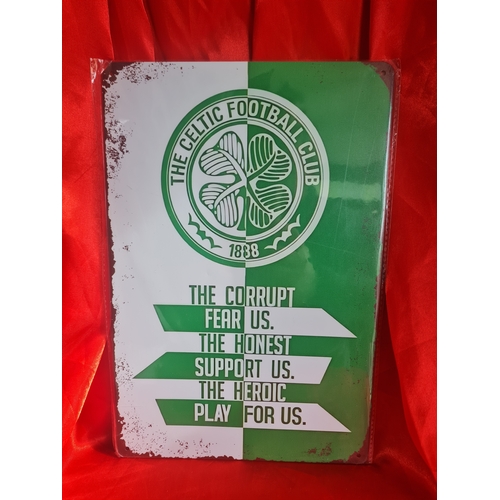 THE CELTIC FOOTBALL CLUB
1888
THE CORRUPT
FEAR US.
THE HONEST
SUPPORT US.
THE HEROIC
PLAY FOR US.